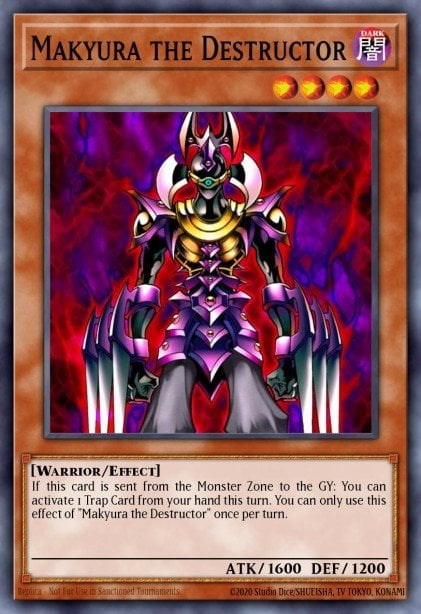 Makyura the Destructor
DARK
闇
[Warrior/Effect]
If this card is sent from the Monster Zone to the GY: You can
activate 1 Trap Card from your hand this turn. You can only use this
effect of "Makyura the Destructor" once per turn.
ATK/1600 DEF/1200
Replica - Not For Use in Sanctioned Tournaments
©2020 Studio Dice/SHUEISHA, TV TOKYO, KONAMI